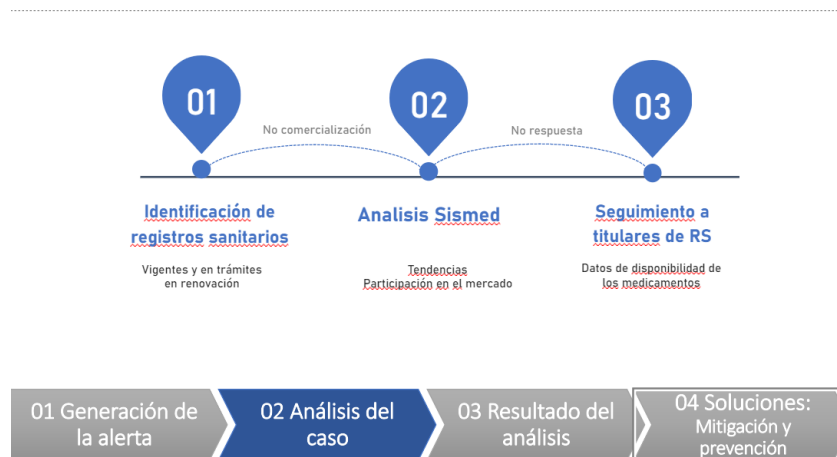 01
02
03
No comercialización
No respuesta
Identificación de
registros sanitarios
Vigentes y en trámites
en renovación
Analisis Sismed
Tendencias
Participación en el mercado
Seguimiento a
titulares de RS
Datos de disponibilidad de
los medicamentos
01 Generación de
la alerta
02 Análisis del
caso
03 Resultado del
análisis
04 Soluciones:
Mitigación y
prevención